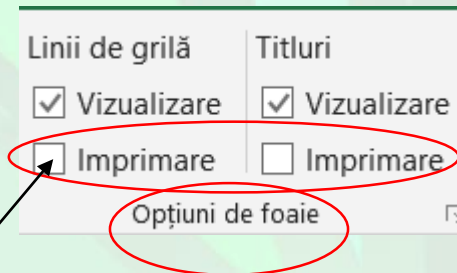 Linii de grilă Titluri
Vizualizare Vizualizare
Imprimare Imprimare
Opțiuni de foaie